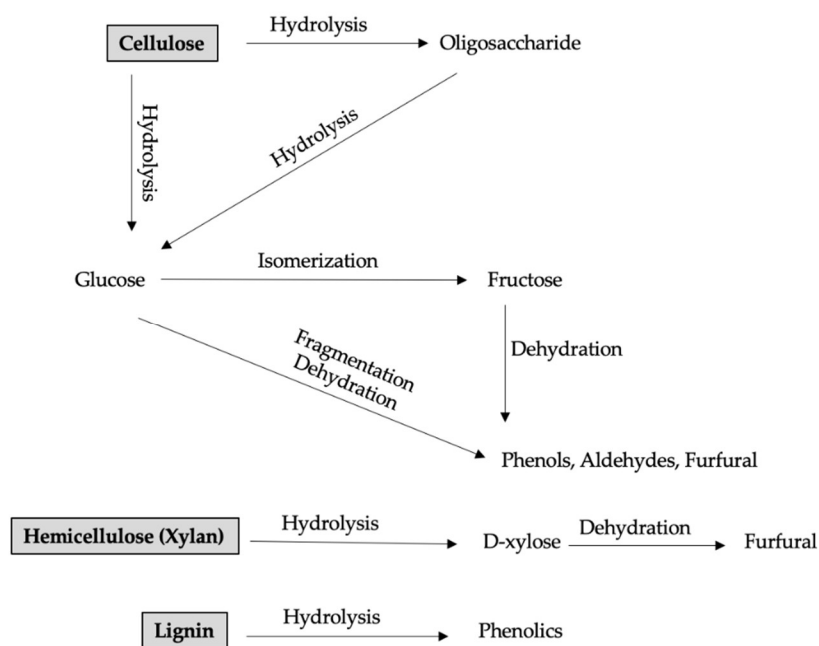 Hydrolysis
Cellulose
Oligosaccharide
Hydrolysis
Hydrolysis
Isomerization
Glucose
Fructose
Fragmentation
Dehydration
Dehydration
Phenols, Aldehydes, Furfural
Hydrolysis
Dehydration
Hemicellulose (Xylan)
D-xylose
Furfural
Hydrolysis
Lignin
Phenolics